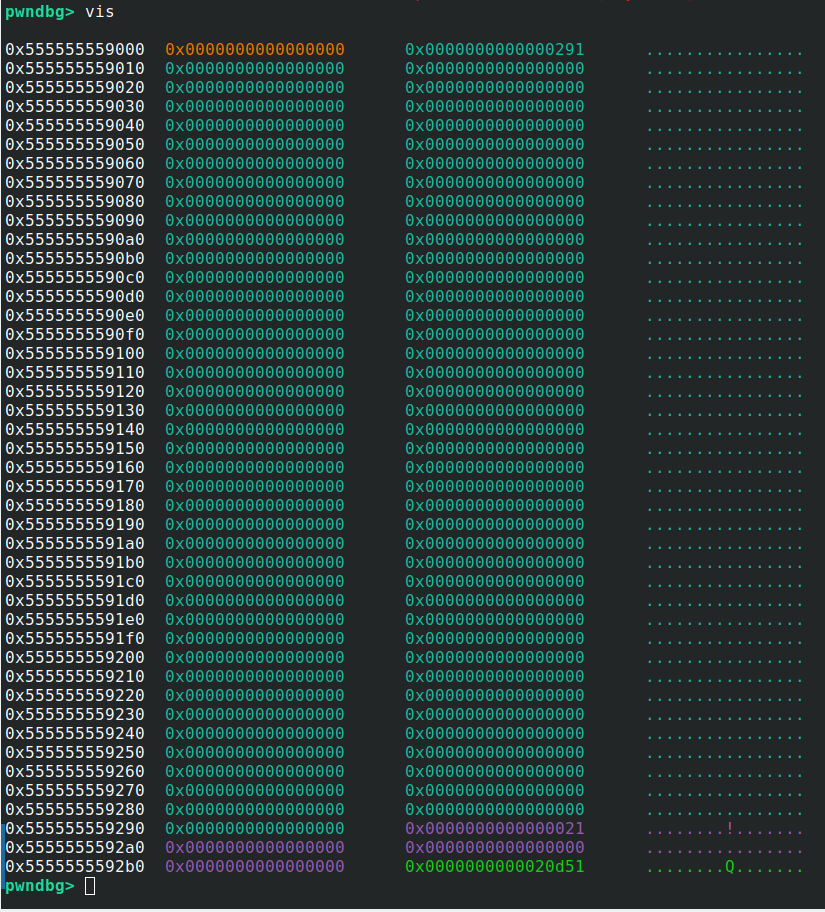 pwndbg> vis
0x555555559000 0x0000000000000000 0x0000000000000291 ................
0x555555559010 0x0000000000000000 0x0000000000000000 ................
0x555555559020 0x0000000000000000 0x0000000000000000 ................
0x555555559030 0x0000000000000000 0x0000000000000000 ................
0x555555559040 0x0000000000000000 0x0000000000000000 ................
0x555555559050 0x0000000000000000 0x0000000000000000 ................
0x555555559060 0x0000000000000000 0x0000000000000000 ................
0x555555559070 0x0000000000000000 0x0000000000000000 ................
0x555555559080 0x0000000000000000 0x0000000000000000 ................
0x555555559090 0x0000000000000000 0x0000000000000000 ................
0x5555555590a0 0x0000000000000000 0x0000000000000000 ................
0x5555555590b0 0x0000000000000000 0x0000000000000000 ................
0x5555555590c0 0x0000000000000000 0x0000000000000000 ................
0x5555555590d0 0x0000000000000000 0x0000000000000000 ................
0x5555555590e0 0x0000000000000000 0x0000000000000000 ................
0x5555555590f0 0x0000000000000000 0x0000000000000000 ................
0x555555559100 0x0000000000000000 0x0000000000000000 ................
0x555555559110 0x0000000000000000 0x0000000000000000 ................
0x555555559120 0x0000000000000000 0x0000000000000000 ................
0x555555559130 0x0000000000000000 0x0000000000000000 ................
0x555555559140 0x0000000000000000 0x0000000000000000 ................
0x555555559150 0x0000000000000000 0x0000000000000000 ................
0x555555559160 0x0000000000000000 0x0000000000000000 ................
0x555555559170 0x0000000000000000 0x0000000000000000 ................
0x555555559180 0x0000000000000000 0x0000000000000000 ................
0x555555559190 0x0000000000000000 0x0000000000000000 ................
0x5555555591a0 0x0000000000000000 0x0000000000000000 ................
0x5555555591b0 0x0000000000000000 0x0000000000000000 ................
0x5555555591c0 0x0000000000000000 0x0000000000000000 ................
0x5555555591d0 0x0000000000000000 0x0000000000000000 ................
0x5555555591e0 0x0000000000000000 0x0000000000000000 ................
0x5555555591f0 0x0000000000000000 0x0000000000000000 ................
0x555555559200 0x0000000000000000 0x0000000000000000 ................
0x555555559210 0x0000000000000000 0x0000000000000000 ................
0x555555559220 0x0000000000000000 0x0000000000000000 ................
0x555555559230 0x0000000000000000 0x0000000000000000 ................
0x555555559240 0x0000000000000000 0x0000000000000000 ................
0x555555559250 0x0000000000000000 0x0000000000000000 ................
0x555555559260 0x0000000000000000 0x0000000000000000 ................
0x555555559270 0x0000000000000000 0x0000000000000000 ................
0x555555559280 0x0000000000000000 0x0000000000000000 ................
0x555555559290 0x0000000000000000 0x0000000000000021 ........!.......
0x5555555592a0 0x0000000000000000 0x0000000000000000 ................
0x5555555592b0 0x0000000000000000 0x0000000000020d51 ........Q.......
pwndbg>